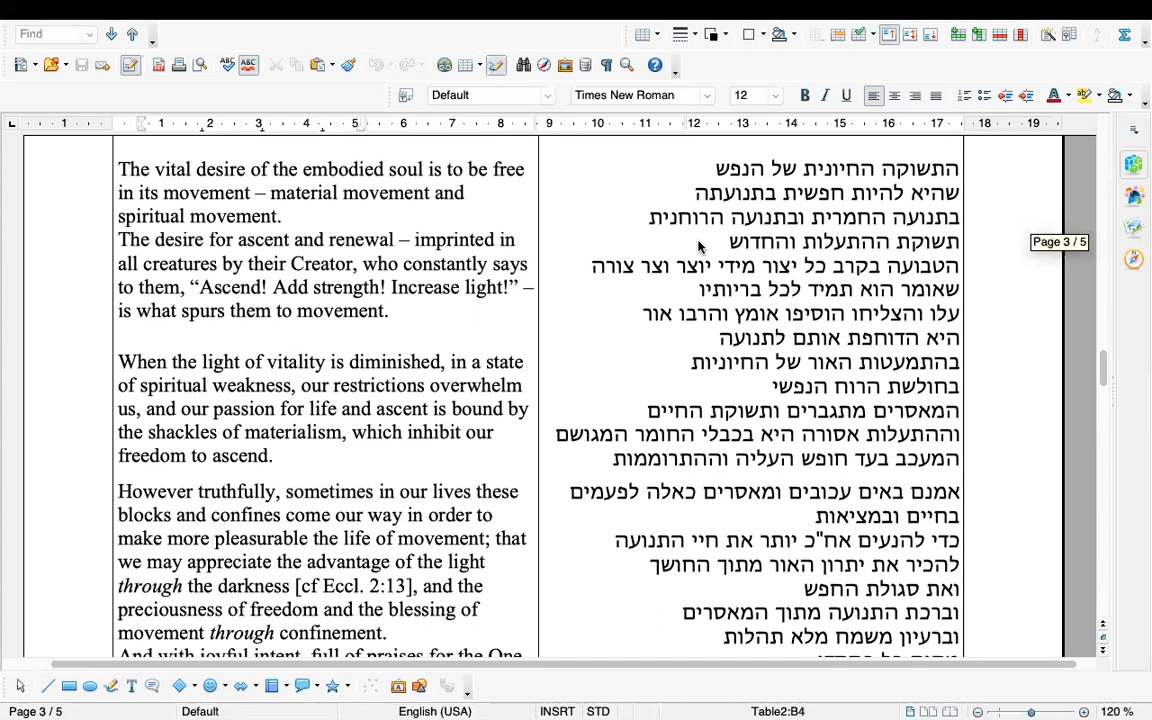 Find
Default
Times New Roman
12
1 1 2 3 4 5 6 7 8 9 10 11 12 13 14 15 16 17 18 19
The vital desire of the embodied soul is to be free
in its movement – material movement and
spiritual movement.
The desire for ascent and renewal – imprinted in
all creatures by their Creator, who constantly says
to them, “Ascend! Add strength! Increase light!” –
is what spurs them to movement.
When the light of vitality is diminished, in a state
of spiritual weakness, our restrictions overwhelm
us, and our passion for life and ascent is bound by
the shackles of materialism, which inhibit our
freedom to ascend.
However truthfully, sometimes in our lives these
blocks and confines come our way in order to
make more pleasurable the life of movement; that
we may appreciate the advantage of the light
through the darkness [cf Eccl. 2:13], and the
preciousness of freedom and the blessing of
movement through confinement.
And with joyful intent, full of praises for the One
התשוקה החיונית של הנפש
שהיא להיות חפשית בתנועתה
בתנועה החמרית ובתנועה הרוחנית
תשוקת ההתעלות והחדוש
הטבועה בקרב כל יצור מידי יוצר וצר צורה
שאומר הוא תמיד לכל בריותיו
עלו והצליחו הוסיפו אומץ והרבו אור
היא הדוחפת אותם לתנועה
בהתמעטות האור של החיוניות
בחולשת הרוח הנפשי
המאסרים מתגברים ותשוקת החיים
וההתעלות אסורה היא בכבלי החומר המגושם
המעכב בעד חופש העליה וההתרוממות
אמנם באים עכובים ומאסרים כאלה לפעמים
בחיים ובמציאות
כדי להנעים אח"כ יותר את חיי התנועה
להכיר את יתרון האור מתוך החושך
ואת סגולת החפש
וברכת התנועה מתוך המאסרים
וברעיון משמח מלא תהלות
Page 3 / 5
Page 3 / 5
Default
English (USA)
INSRT
STD
Table2:B4
120 %